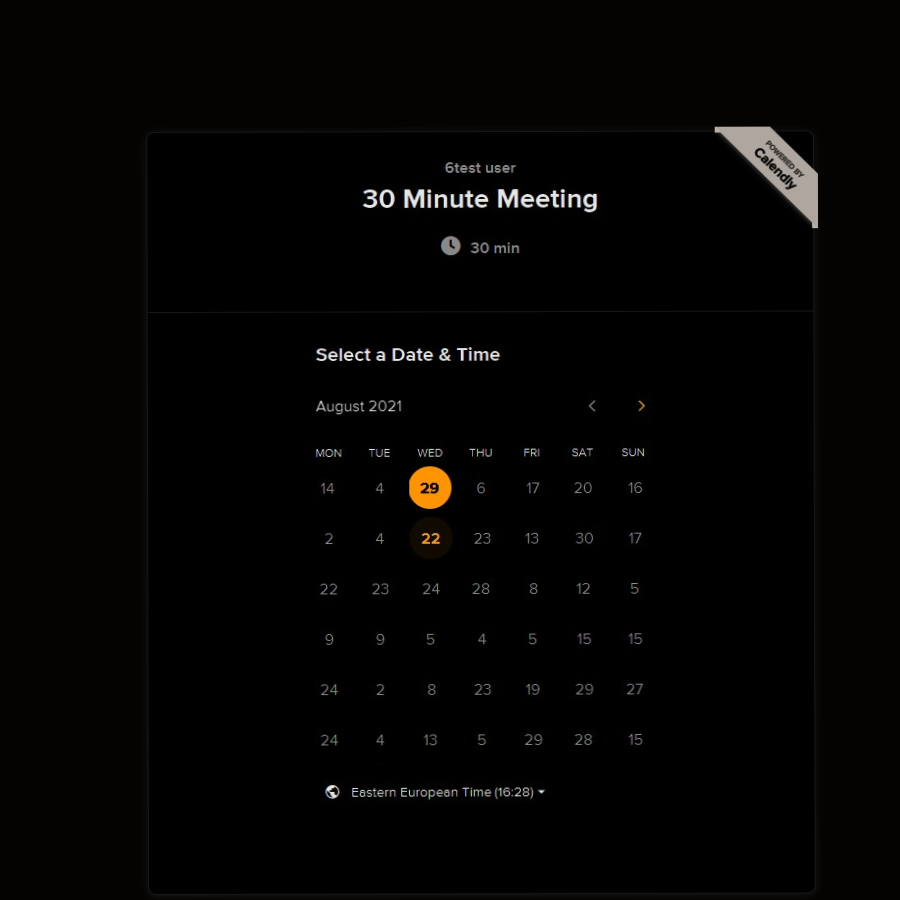 POWERED BY
Calendly
6test user
30 Minute Meeting
30 min
Select a Date & Time
August 2021
MON TUE WED THU FRI SAT SUN
14 4 29 6 17 20 16
2 4 22 23 13 30 17
22 23 24 28 8 12 5
9 9 5 4 5 15 15
24 2 8 23 19 29 27
24 4 13 5 29 28 15
Eastern European Time (16:28)